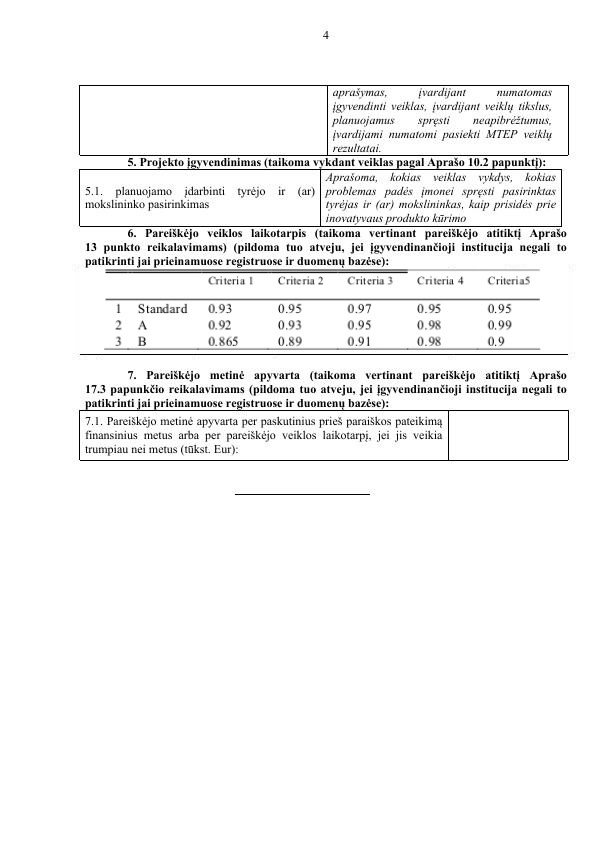 4
aprašymas, įvardijant numatomas
įgyvendinti veiklas, įvardijant veiklų tikslus,
planuojamus spręsti neapibrėžtumus,
įvardijami numatomi pasiekti MTEP veiklų
rezultatai.
5. Projekto įgyvendinimas (taikoma vykdant veiklas pagal Aprašo 10.2 papunktį):
5.1. planuojamo įdarbinti tyrėjo ir (ar)
mokslininko pasirinkimas
Aprašoma, kokias veiklas vykdys, kokias
problemas padės įmonei spręsti pasirinktas
tyrėjas ir (ar) mokslininkas, kaip prisidės prie
inovatyvaus produkto kūrimo
6. Pareiškėjo veiklos laikotarpis (taikoma vertinant pareiškėjo atitiktį Aprašo
13 punkto reikalavimams) (pildoma tuo atveju, jei įgyvendinančioji institucija negali to
patikrinti jai prieinamuose registruose ir duomenų bazėse):
Criteria 1 Criteria 2 Criteria 3 Criteria 4 Criteria5
1 Standard 0.93 0.95 0.97 0.95 0.95
2 A 0.92 0.93 0.95 0.98 0.99
3 B 0.865 0.89 0.91 0.98 0.9
7. Pareiškėjo metinė apyvarta (taikoma vertinant pareiškėjo atitiktį Aprašo
17.3 papunkčio reikalavimams (pildoma tuo atveju, jei įgyvendinančioji institucija negali to
patikrinti jai prieinamuose registruose ir duomenų bazėse):
7.1. Pareiškėjo metinė apyvarta per paskutinius prieš paraiškos pateikimą
finansinius metus arba per pareiškėjo veiklos laikotarpį, jei jis veikia
trumpiau nei metus (tūkst. Eur):